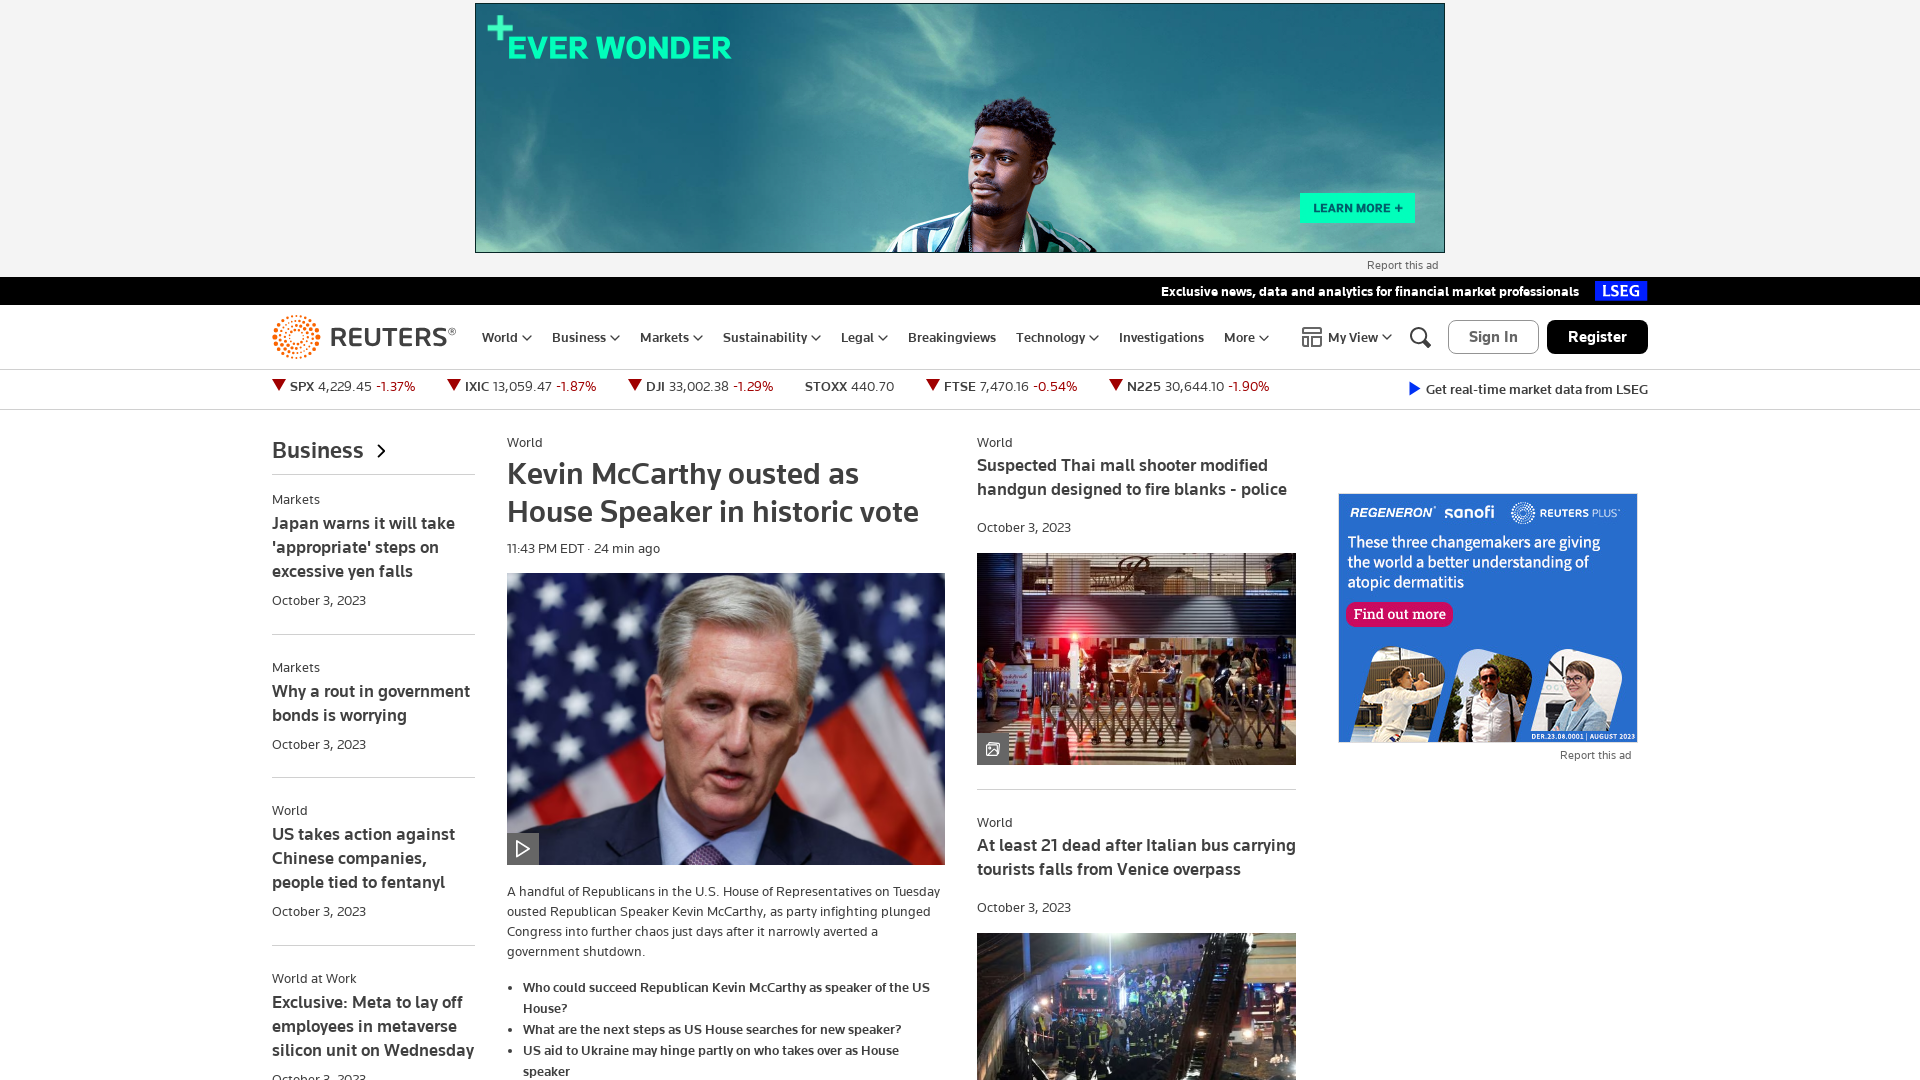 EVER WONDER
LEARN MORE +
Report this ad
Exclusive news, data and analytics for financial market professionals LSEG
REUTERS®
World Business Markets Sustainability Legal Breakingviews Technology Investigations More My View Sign In Register
SPX 4,229.45 -1.37% IXIC 13,059.47 -1.87% DJI 33,002.38 -1.29% STOXX 440.70 FTSE 7,470.16 -0.54% N225 30,644.10 -1.90% Get real-time market data from LSEG
Business
Markets
Japan warns it will take
'appropriate' steps on
excessive yen falls
October 3, 2023
Markets
Why a rout in government
bonds is worrying
October 3, 2023
World
US takes action against
Chinese companies,
people tied to fentanyl
October 3, 2023
World at Work
Exclusive: Meta to lay off
employees in metaverse
silicon unit on Wednesday
October 3, 2023
World
Kevin McCarthy ousted as
House Speaker in historic vote
11:43 PM EDT · 24 min ago
A handful of Republicans in the U.S. House of Representatives on Tuesday
ousted Republican Speaker Kevin McCarthy, as party infighting plunged
Congress into further chaos just days after it narrowly averted a
government shutdown.
• Who could succeed Republican Kevin McCarthy as speaker of the US
House?
• What are the next steps as US House searches for new speaker?
• US aid to Ukraine may hinge partly on who takes over as House
speaker
World
Suspected Thai mall shooter modified
handgun designed to fire blanks - police
October 3, 2023
World
At least 21 dead after Italian bus carrying
tourists falls from Venice overpass
October 3, 2023
REGENERON® sanofi REUTERS PLUS™
These three changemakers are giving
the world a better understanding of
atopic dermatitis
Find out more
DER.23.08.0001 | AUGUST 2023
Report this ad